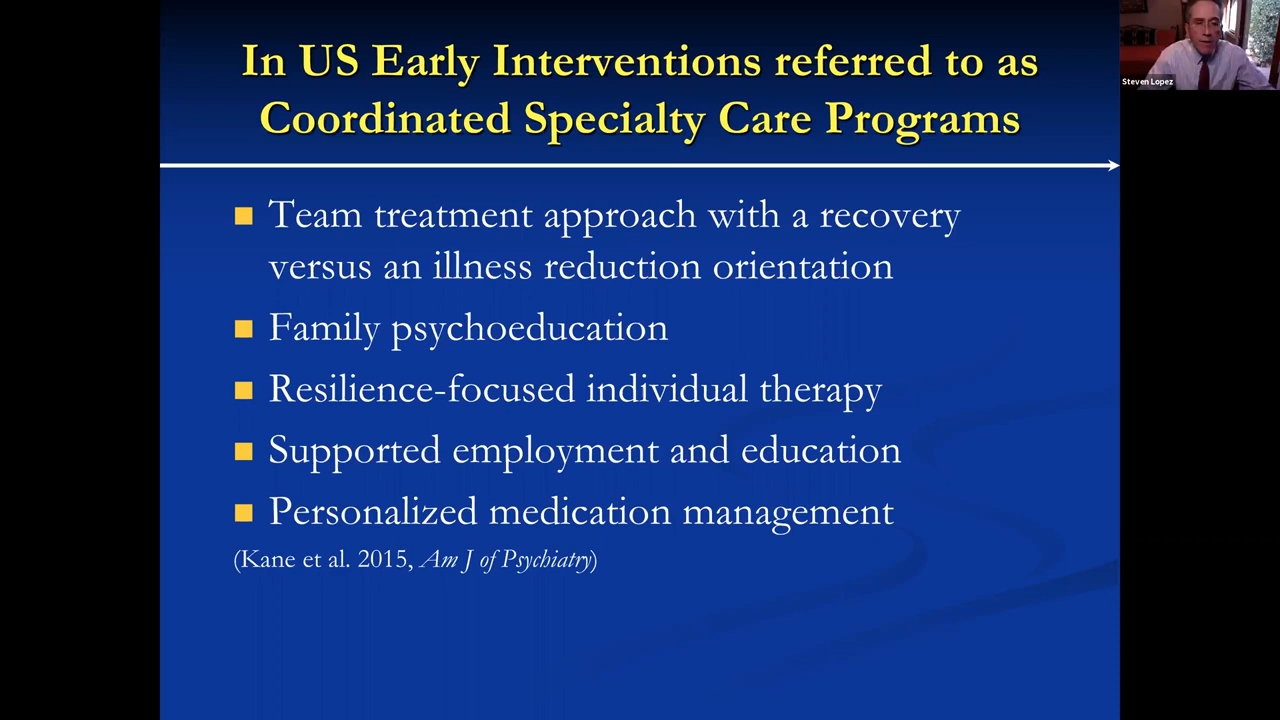 In US Early Interventions referred to as
Coordinated Specialty Care Programs
Steven Lopez
Team treatment approach with a recovery
versus an illness reduction orientation
Family psychoeducation
Resilience-focused individual therapy
Supported employment and education
Personalized medication management
(Kane et al. 2015, Am J of Psychiatry)